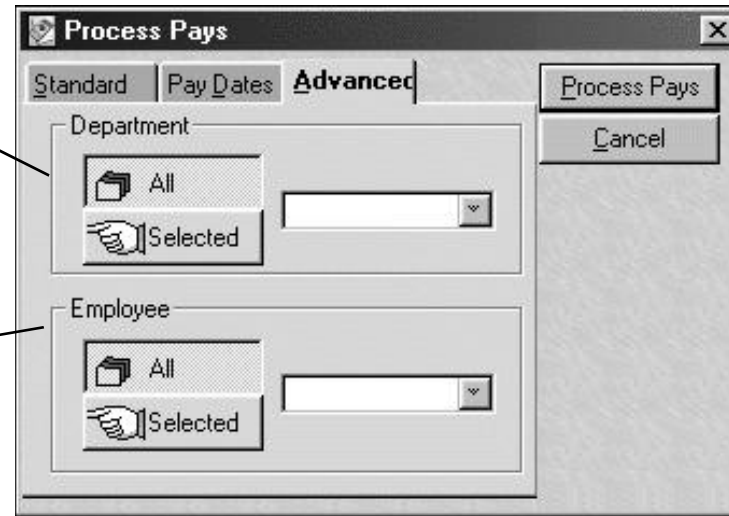 Process Pays
Standard Pay Dates Advanced
Process Pays
Cancel
Department
All
Selected
Employee
All
Selected